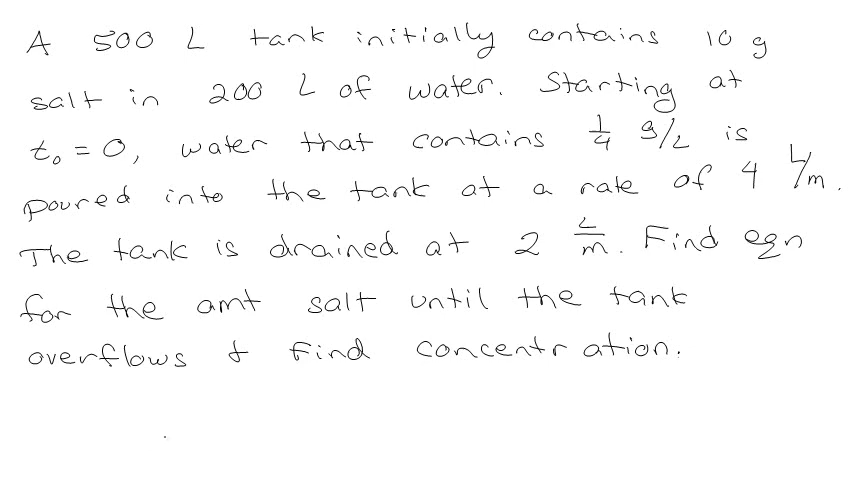 A 500 L tank initially contains 10 g
salt in 200 L of water. Starting at
t₀ = 0, water that contains 1/4 g/L is
poured into the tank at a rate of 4 L/m.
The tank is drained at 2 L/m. Find eqn
for the amt salt until the tank
overflows & find concentration.